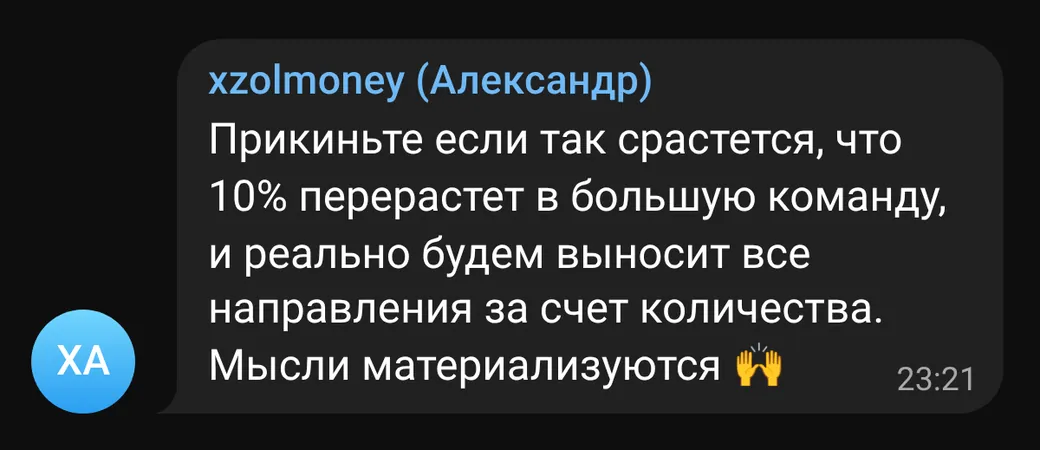 xzolmoney (Александр)
Прикиньте если так срастется, что
10% перерастет в большую команду,
и реально будем выносит все
направления за счет количества.
Мысли материализуются 🙌
23:21
XA